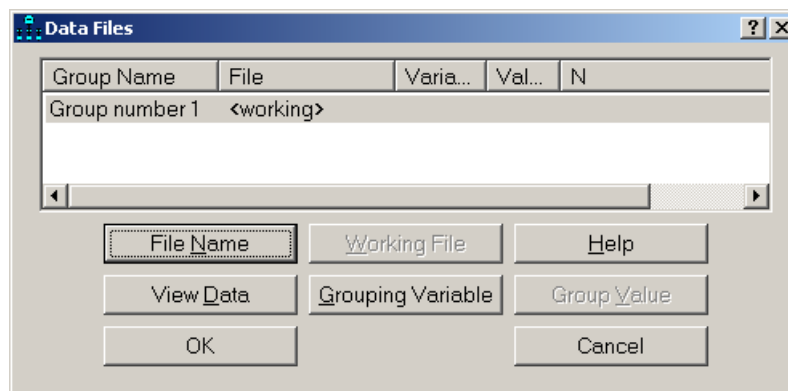 Data Files
Group Name File Varia... Val... N
Group number 1 <working>
File Name Working File Help
View Data Grouping Variable Group Value
OK Cancel